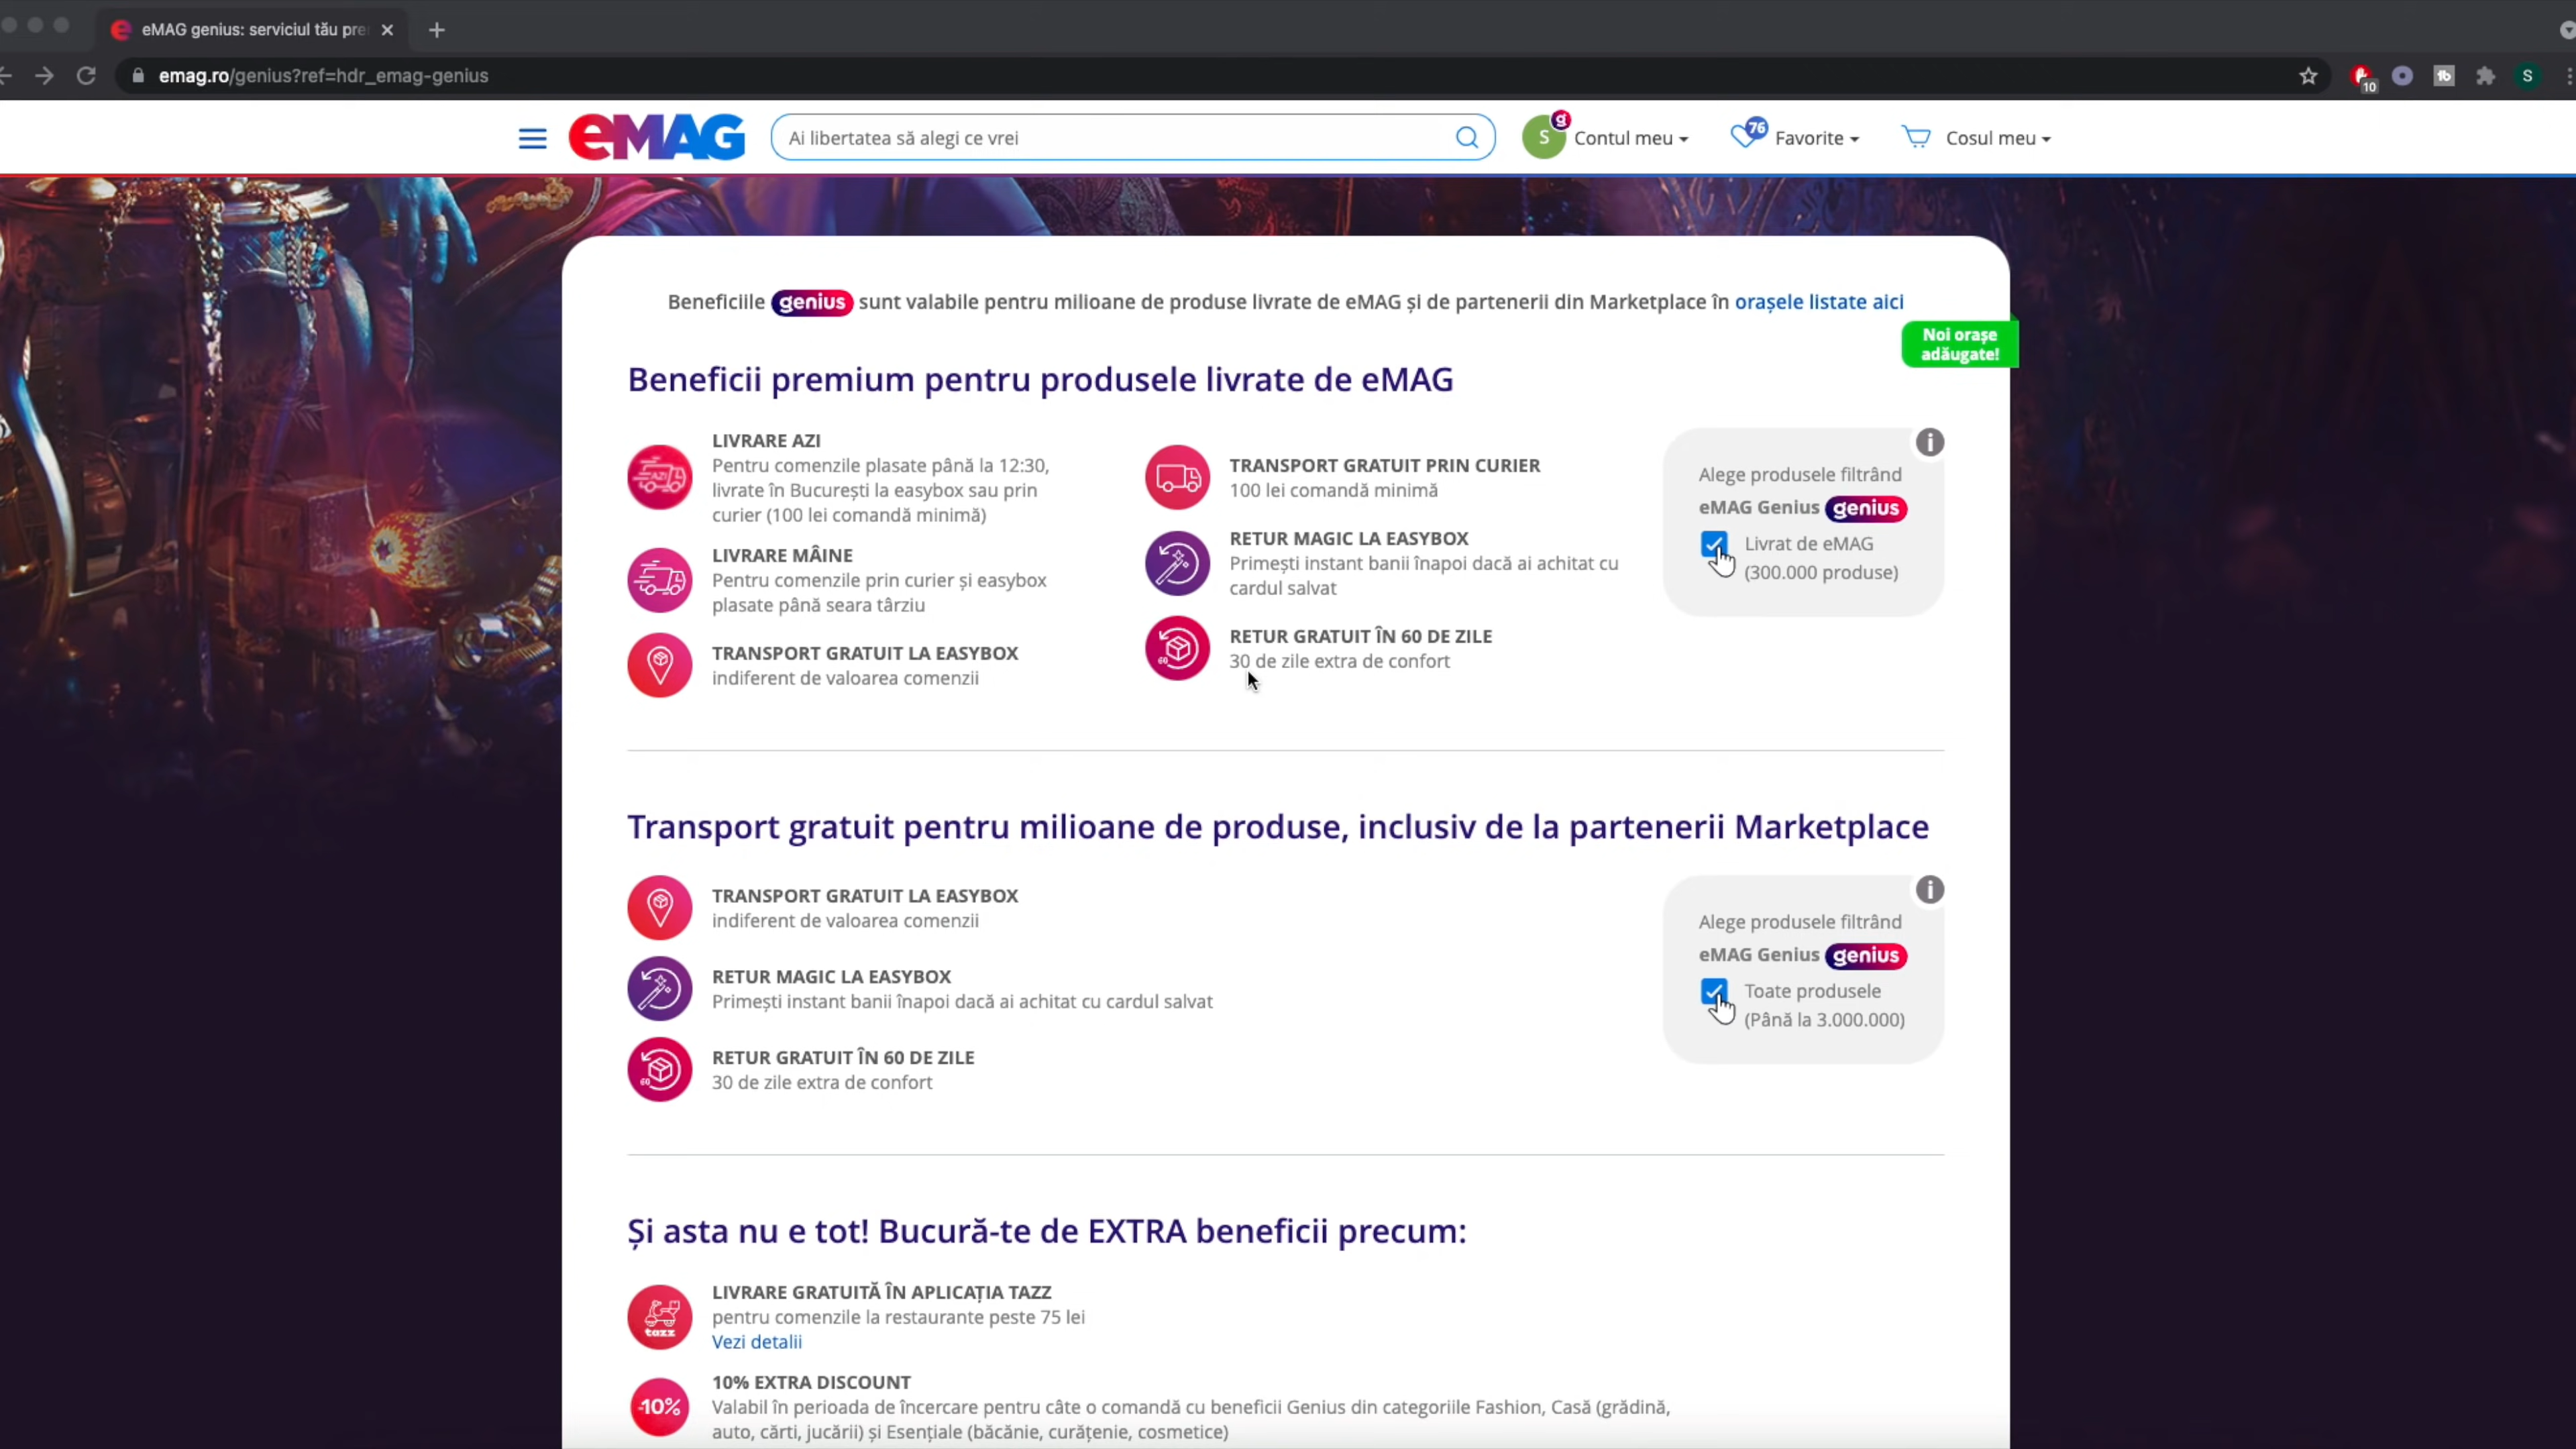 eMAG genius: serviciul tău pre
emag.ro/genius?ref=hdr_emag-genius
10
S
eMAG
Ai libertatea să alegi ce vrei
S
g
Contul meu
76
Favorite
Cosul meu
Beneficiile genius sunt valabile pentru milioane de produse livrate de eMAG și de partenerii din Marketplace în orașele listate aici
Noi orașe
adăugate!
Beneficii premium pentru produsele livrate de eMAG
LIVRARE AZI
Pentru comenzile plasate până la 12:30,
livrate în București la easybox sau prin
curier (100 lei comandă minimă)
LIVRARE MÂINE
Pentru comenzile prin curier și easybox
plasate până seara târziu
TRANSPORT GRATUIT LA EASYBOX
indiferent de valoarea comenzii
TRANSPORT GRATUIT PRIN CURIER
100 lei comandă minimă
RETUR MAGIC LA EASYBOX
Primești instant banii înapoi dacă ai achitat cu
cardul salvat
60
RETUR GRATUIT ÎN 60 DE ZILE
30 de zile extra de confort
Alege produsele filtrând
eMAG Genius genius
Livrat de eMAG
(300.000 produse)
Transport gratuit pentru milioane de produse, inclusiv de la partenerii Marketplace
TRANSPORT GRATUIT LA EASYBOX
indiferent de valoarea comenzii
RETUR MAGIC LA EASYBOX
Primești instant banii înapoi dacă ai achitat cu cardul salvat
60
RETUR GRATUIT ÎN 60 DE ZILE
30 de zile extra de confort
Alege produsele filtrând
eMAG Genius genius
Toate produsele
(Până la 3.000.000)
Și asta nu e tot! Bucură-te de EXTRA beneficii precum:
tazz
LIVRARE GRATUITĂ ÎN APLICAȚIA TAZZ
pentru comenzile la restaurante peste 75 lei
Vezi detalii
-10%
10% EXTRA DISCOUNT
Valabil în perioada de încercare pentru câte o comandă cu beneficii Genius din categoriile Fashion, Casă (grădină,
auto, cărti, jucării) și Esențiale (băcănie, curățenie, cosmetice)